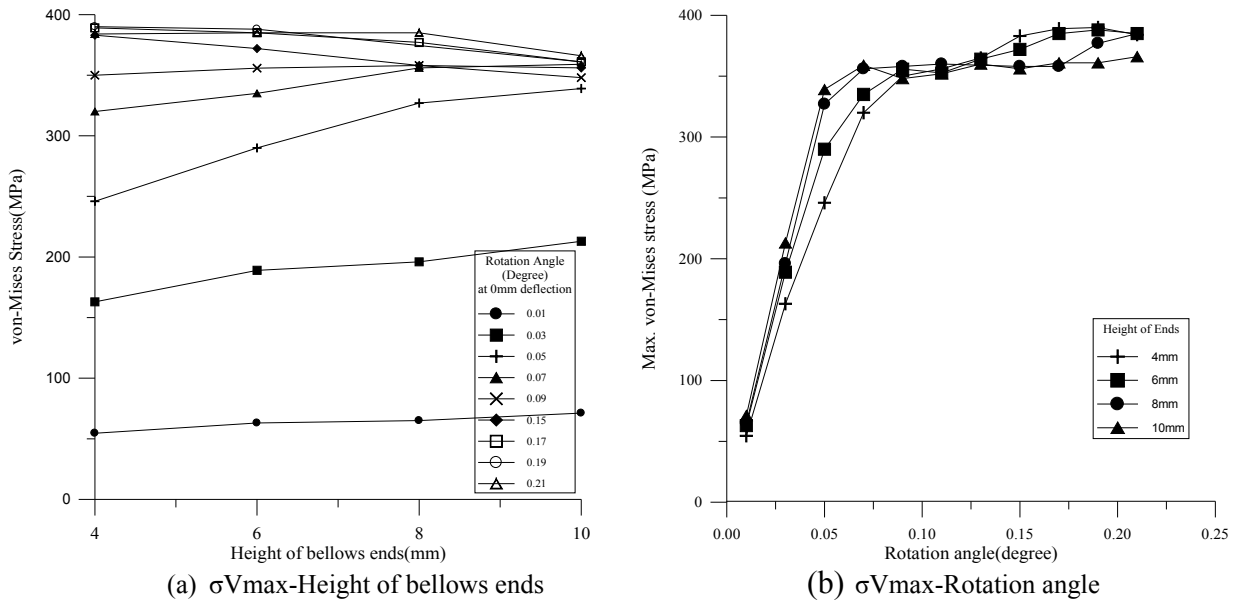 400
300
200
100
0
von-Mises Stress(MPa)
4
6
8
10
Height of bellows ends(mm)
Rotation Angle
(Degree)
at 0mm deflection
0.01
0.03
0.05
0.07
0.09
0.15
0.17
0.19
0.21
(a) σVmax-Height of bellows ends
400
300
200
100
0
Max. von-Mises stress (MPa)
0.00
0.05
0.10
0.15
0.20
0.25
Rotation angle(degree)
Height of Ends
4mm
6mm
8mm
10mm
(b) σVmax-Rotation angle